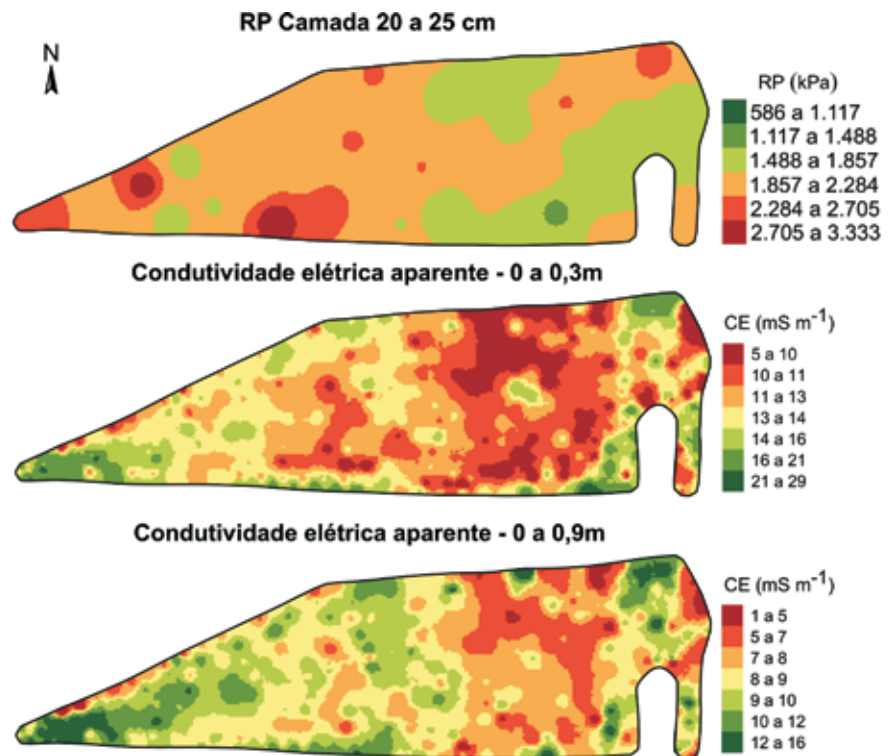 RP Camada 20 a 25 cm
N
RP (kPa)
586 a 1.117
1.117 a 1.488
1.488 a 1.857
1.857 a 2.284
2.284 a 2.705
2.705 a 3.333
Condutividade elétrica aparente - 0 a 0,3m
CE (mS m⁻¹)
5 a 10
10 a 11
11 a 13
13 a 14
14 a 16
16 a 21
21 a 29
Condutividade elétrica aparente - 0 a 0,9m
CE (mS m⁻¹)
1 a 5
5 a 7
7 a 8
8 a 9
9 a 10
10 a 12
12 a 16